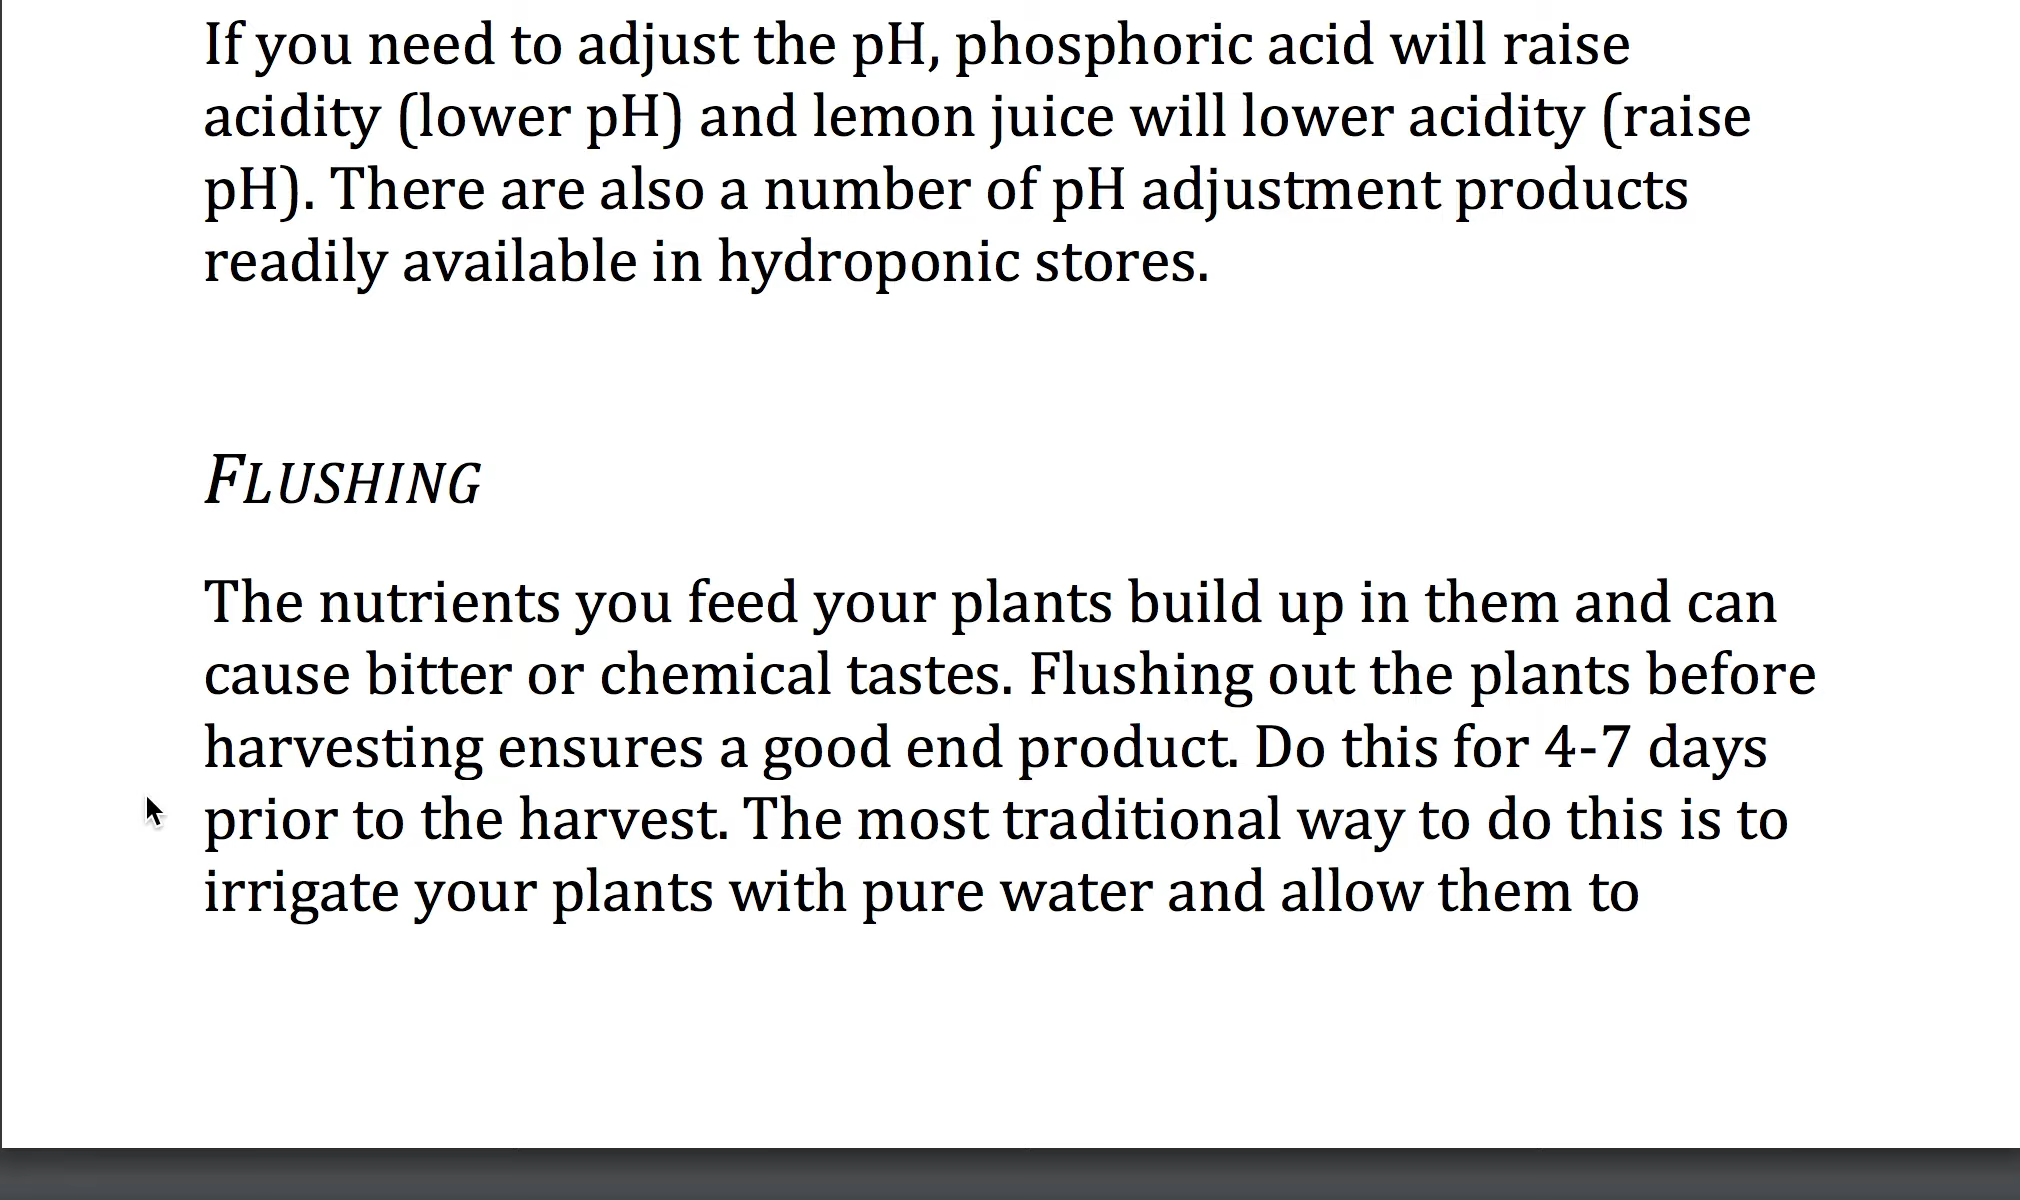 If you need to adjust the pH, phosphoric acid will raise
acidity (lower pH) and lemon juice will lower acidity (raise
pH). There are also a number of pH adjustment products
readily available in hydroponic stores.
FLUSHING
The nutrients you feed your plants build up in them and can
cause bitter or chemical tastes. Flushing out the plants before
harvesting ensures a good end product. Do this for 4-7 days
prior to the harvest. The most traditional way to do this is to
irrigate your plants with pure water and allow them to